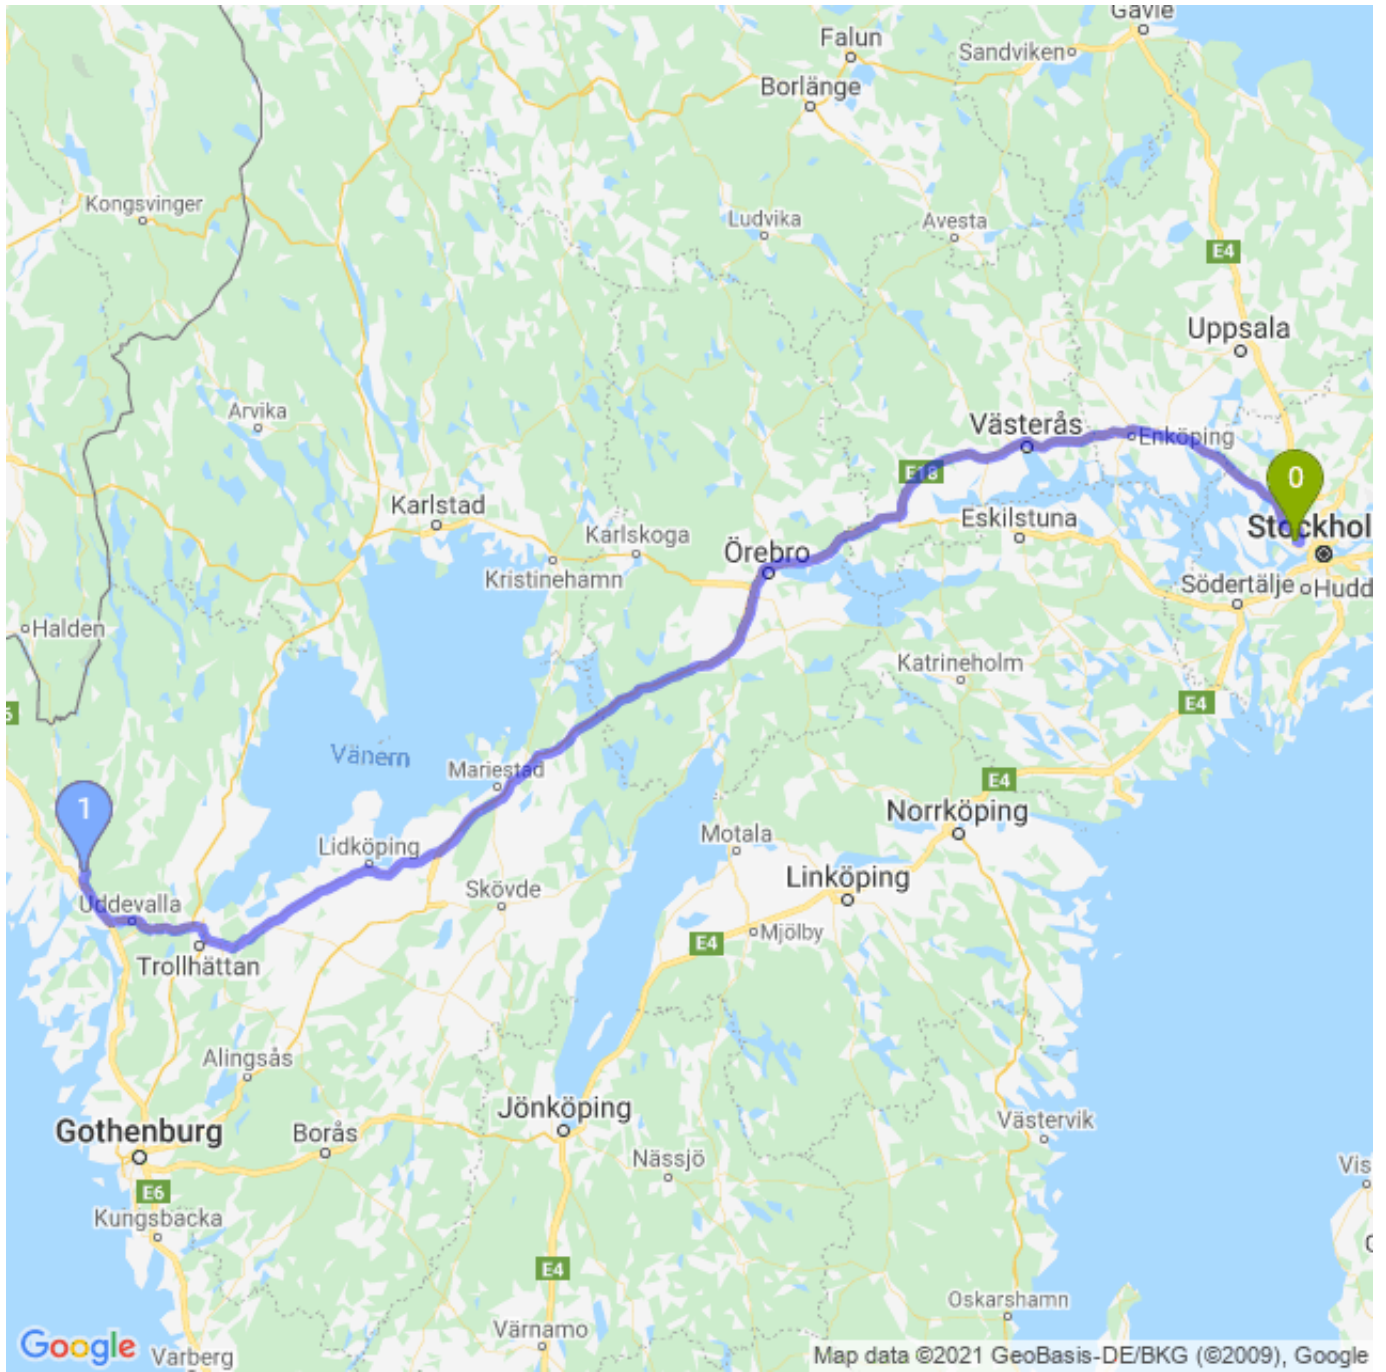 Gävle
Falun
Sandviken
Borlänge
Kongsvinger
Ludvika
Avesta
E4
Uppsala
Arvika
Västerås
Enköping
E18
0
Karlstad
Eskilstuna
Stockhol
Karlskoga
Örebro
Kristinehamn
Södertälje
Hudd
Halden
Katrineholm
E4
6
Vänern
Mariestad
E4
1
Norrköping
Motala
Lidköping
Linköping
Skövde
Uddevalla
Mjölby
E4
Trollhättan
Alingsås
Jönköping
Västervik
Gothenburg
Borås
Nässjö
Vis
E6
Kungsbacka
E4
Oskarshamn
Värnamo
Google
Varberg
Map data ©2021 GeoBasis-DE/BKG (©2009), Google